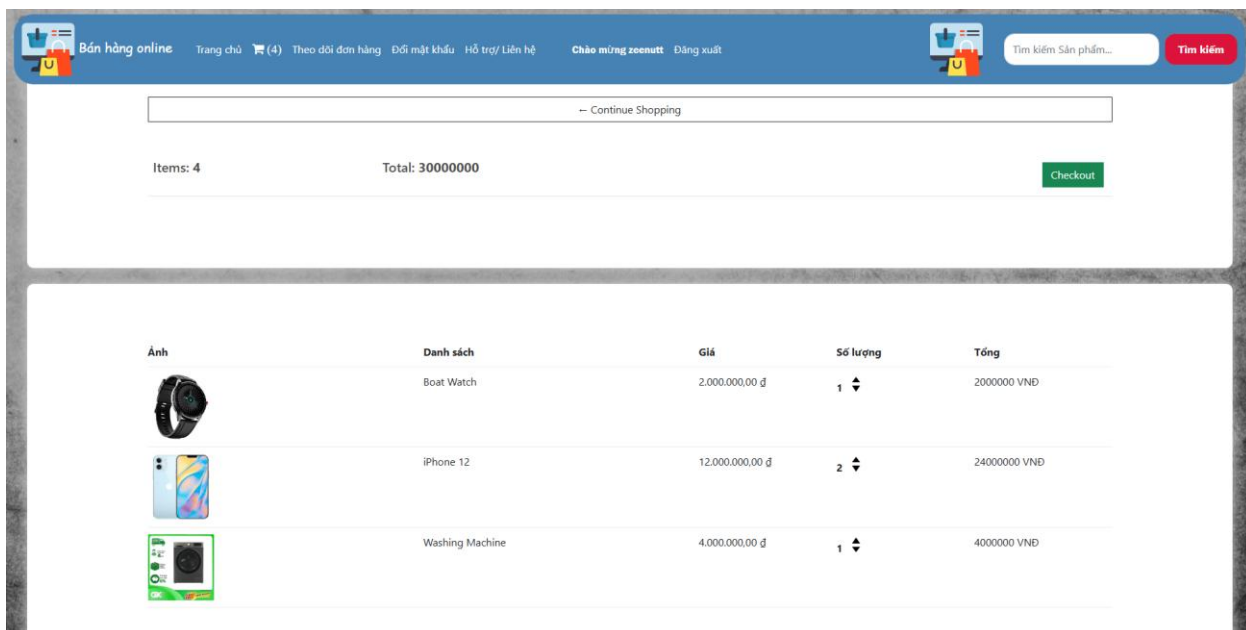 Bán hàng online Trang chủ (4) Theo dõi đơn hàng Đổi mật khẩu Hỗ trợ/ Liên hệ Chào mừng zeenutt Đăng xuất Tìm kiếm Sản phẩm... Tìm kiếm
← Continue Shopping
Items: 4 Total: 30000000 Checkout
Ảnh Danh sách Giá Số lượng Tổng
Boat Watch 2.000.000,00 ₫ 1 2000000 VNĐ
iPhone 12 12.000.000,00 ₫ 2 24000000 VNĐ
Washing Machine 4.000.000,00 ₫ 1 4000000 VNĐ